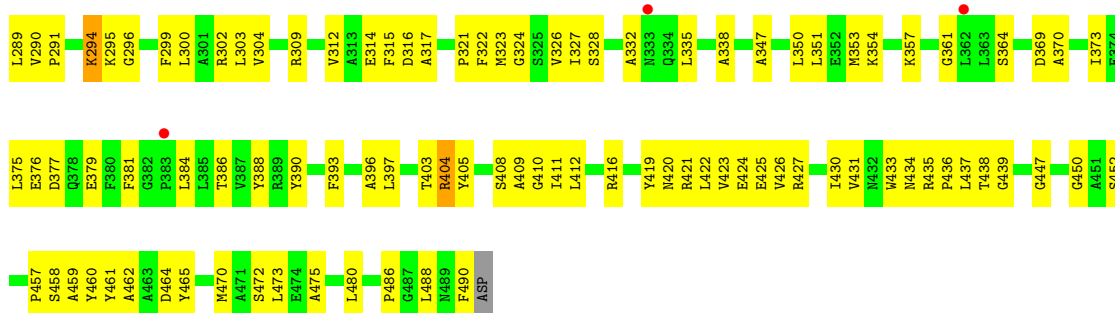 L289 V290 P291 K294 K295 G296 F299 L300 A301 R302 L303 V304 R309 V312 A313 E314 F315 D316 A317 P321 F322 M323 G324 S325 V326 I327 S328 A332 N333 Q334 L335 A338 A347 L350 L351 E352 M353 K354 K357 G361 L362 L363 S364 D369 A370 I373 E374
L375 E376 D377 Q378 E379 F380 F381 G382 P383 L384 L385 T386 V387 Y388 R389 Y390 F393 A396 L397 T403 R404 Y405 S408 A409 G410 I411 L412 R416 Y419 N420 R421 L422 V423 E424 E425 V426 R427 I430 V431 N432 W433 N434 R435 P436 L437 T438 G439 G447 G450 A451 S452
P457 S458 A459 Y460 Y461 A462 A463 D464 Y465 M470 A471 S472 L473 E474 A475 L480 P486 G487 L488 N489 F490 ASP